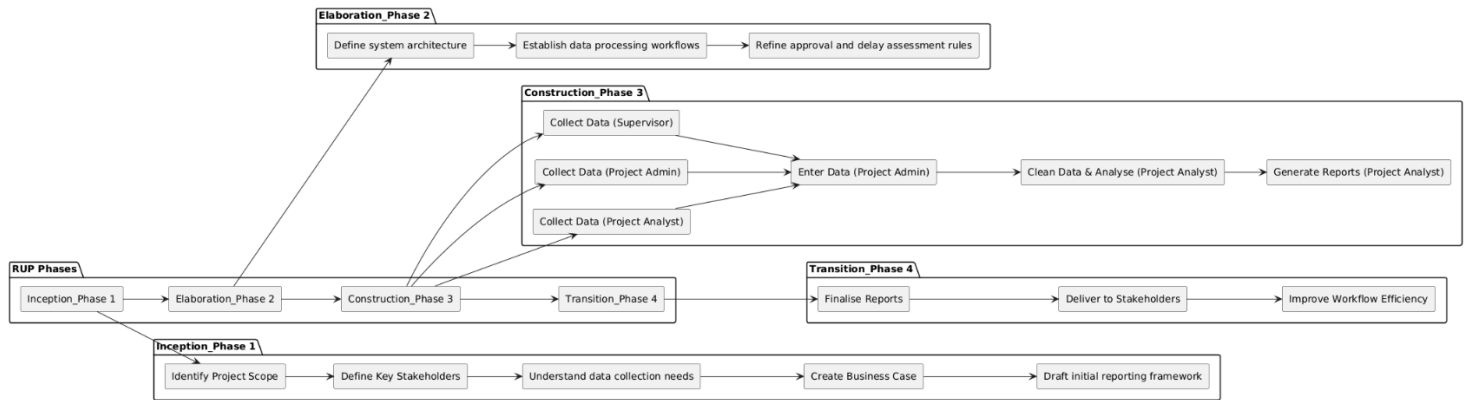 Elaboration_Phase 2
Define system architecture
Establish data processing workflows
Refine approval and delay assessment rules
Construction_Phase 3
Collect Data (Supervisor)
Collect Data (Project Admin)
Enter Data (Project Admin)
Clean Data & Analyse (Project Analyst)
Generate Reports (Project Analyst)
Collect Data (Project Analyst)
RUP Phases
Inception_Phase 1
Elaboration_Phase 2
Construction_Phase 3
Transition_Phase 4
Transition_Phase 4
Finalise Reports
Deliver to Stakeholders
Improve Workflow Efficiency
Inception_Phase 1
Identify Project Scope
Define Key Stakeholders
Understand data collection needs
Create Business Case
Draft initial reporting framework